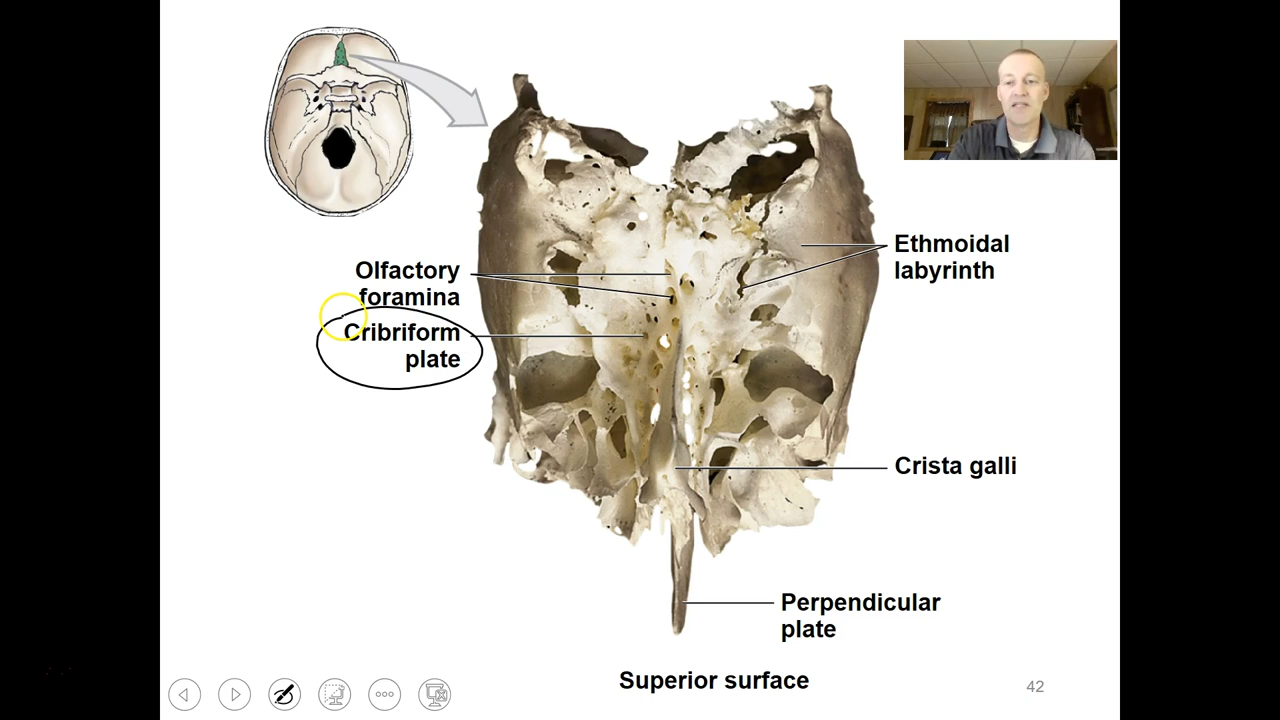 Olfactory
foramina
Cribriform
plate
Ethmoidal
labyrinth
Crista galli
Perpendicular
plate
Superior surface
42